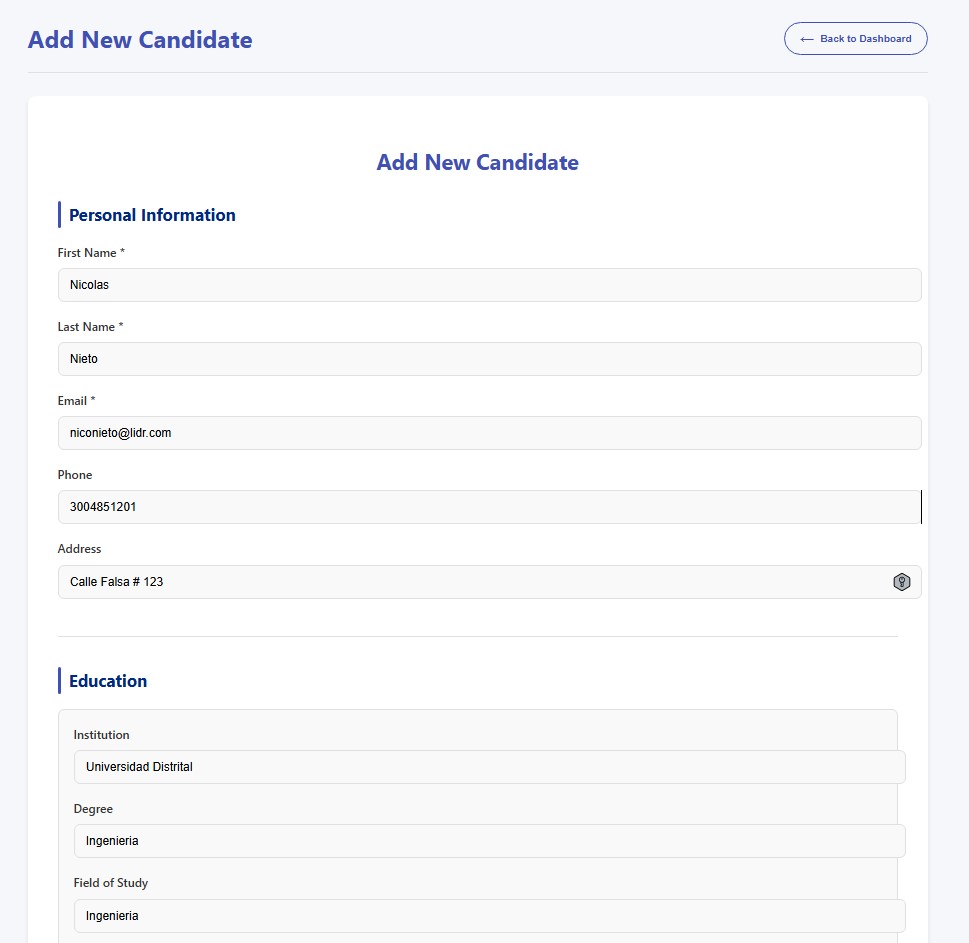 Add New Candidate
← Back to Dashboard
Add New Candidate
Personal Information
First Name *
Nicolas
Last Name *
Nieto
Email *
niconieto@lidr.com
Phone
3004851201
Address
Calle Falsa # 123
Education
Institution
Universidad Distrital
Degree
Ingenieria
Field of Study
Ingenieria